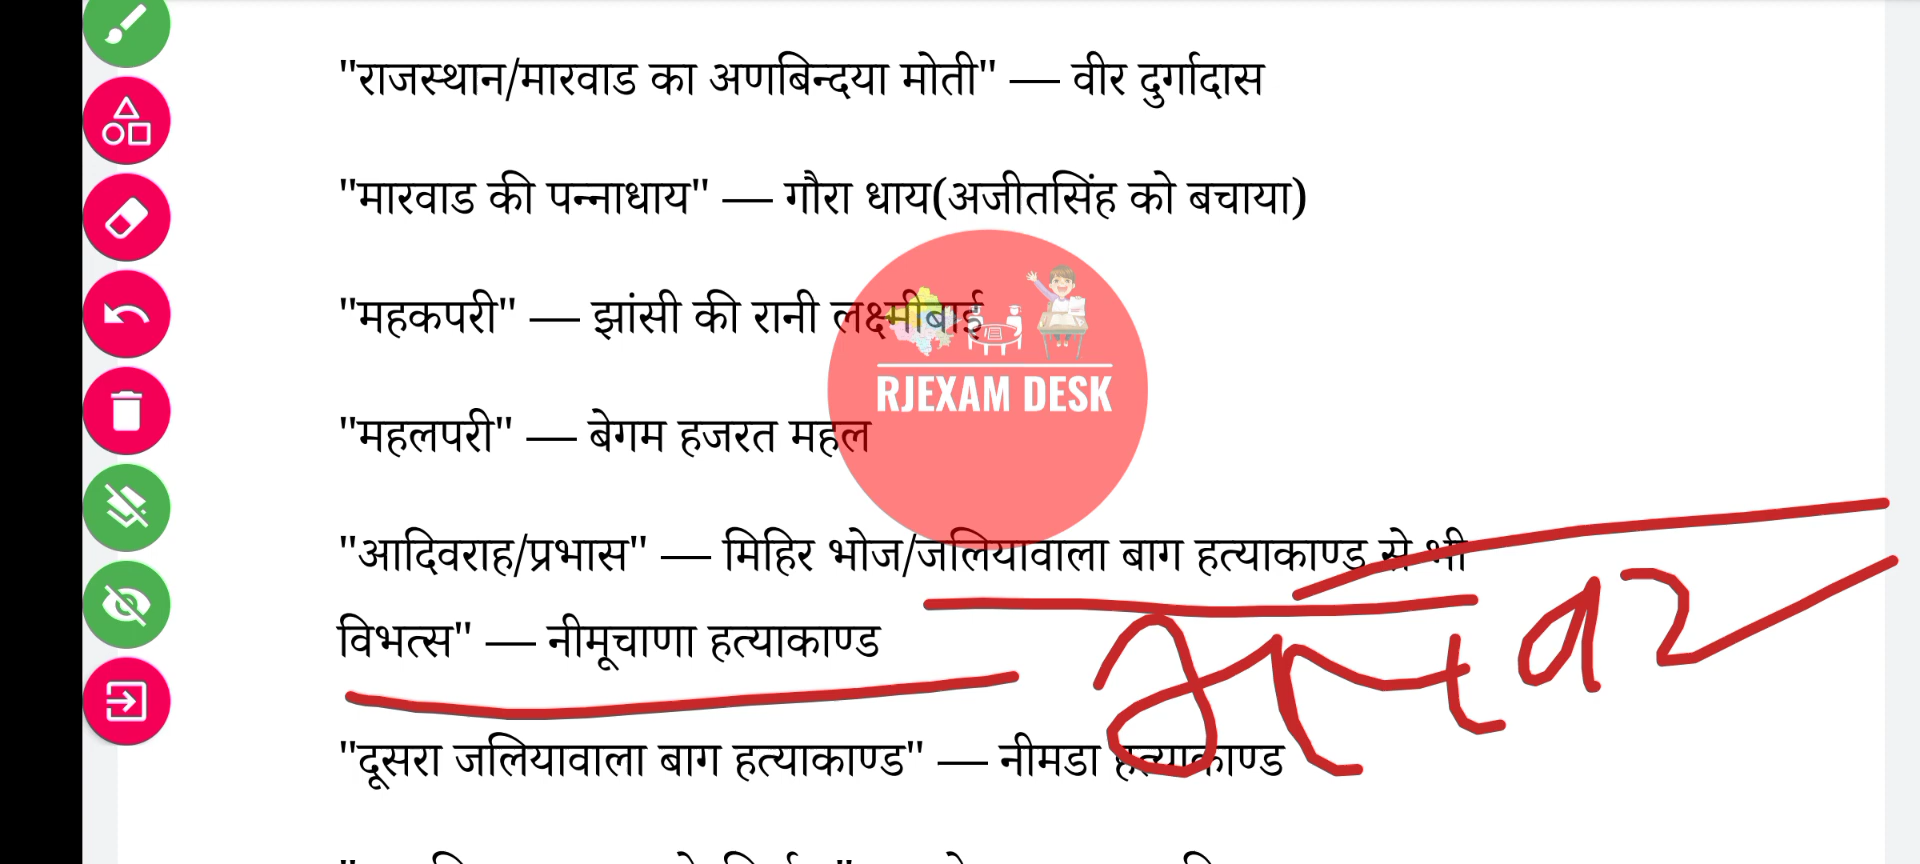 "राजस्थान/मारवाड का अणबिन्दया मोती" — वीर दुर्गादास
"मारवाड की पन्नाधाय" — गौरा धाय(अजीतसिंह को बचाया)
"महकपरी" — झांसी की रानी लक्ष्मीबाई
RJEXAM DESK
"महलपरी" — बेगम हजरत महल
"आदिवराह/प्रभास" — मिहिर भोज/जलियावाला बाग हत्याकाण्ड से भी
विभत्स" — नीमूचाणा हत्याकाण्ड
"दूसरा जलियावाला बाग हत्याकाण्ड" — नीमडा हत्याकाण्ड